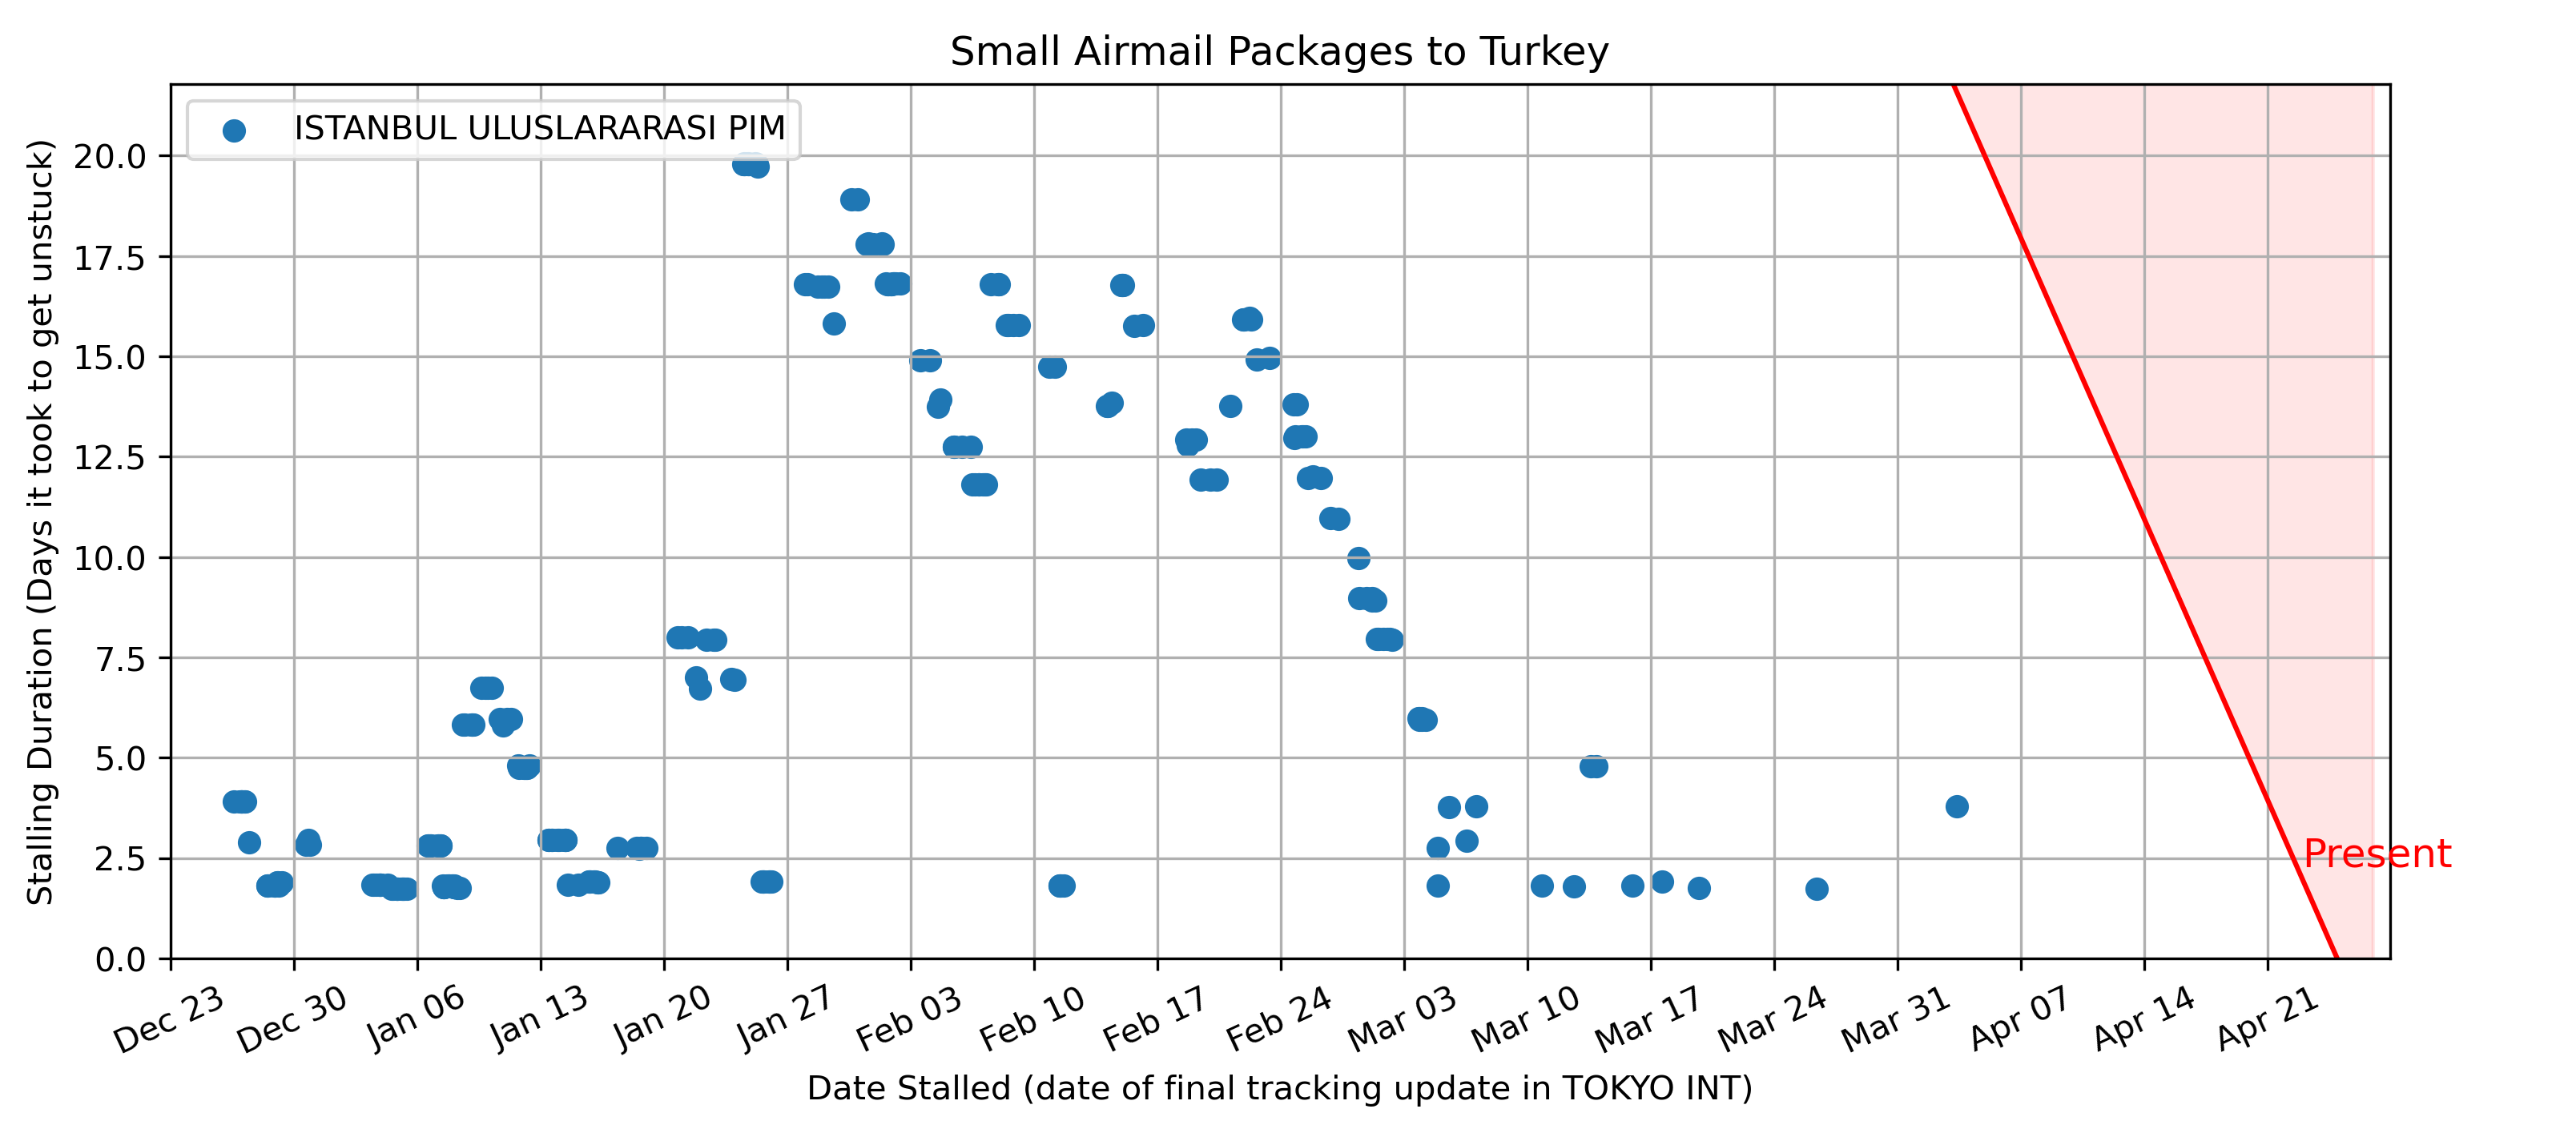 Small Airmail Packages to Turkey
ISTANBUL ULUSLARARASI PIM
Stalling Duration (Days it took to get unstuck)
20.0
17.5
15.0
12.5
10.0
7.5
5.0
2.5
0.0
Present
Dec 23
Dec 30
Jan 06
Jan 13
Jan 20
Jan 27
Feb 03
Feb 10
Feb 17
Feb 24
Mar 03
Mar 10
Mar 17
Mar 24
Mar 31
Apr 07
Apr 14
Apr 21
Date Stalled (date of final tracking update in TOKYO INT)